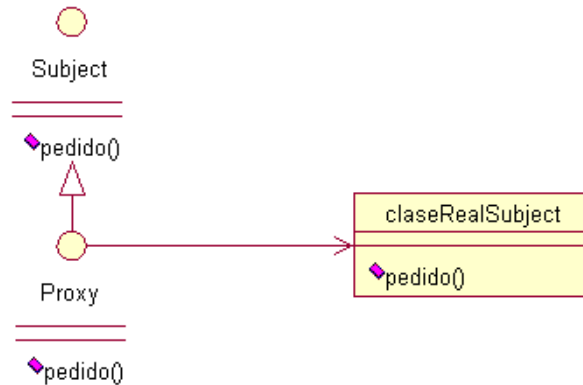 Subject
pedido()
claseRealSubject
pedido()
Proxy
pedido()